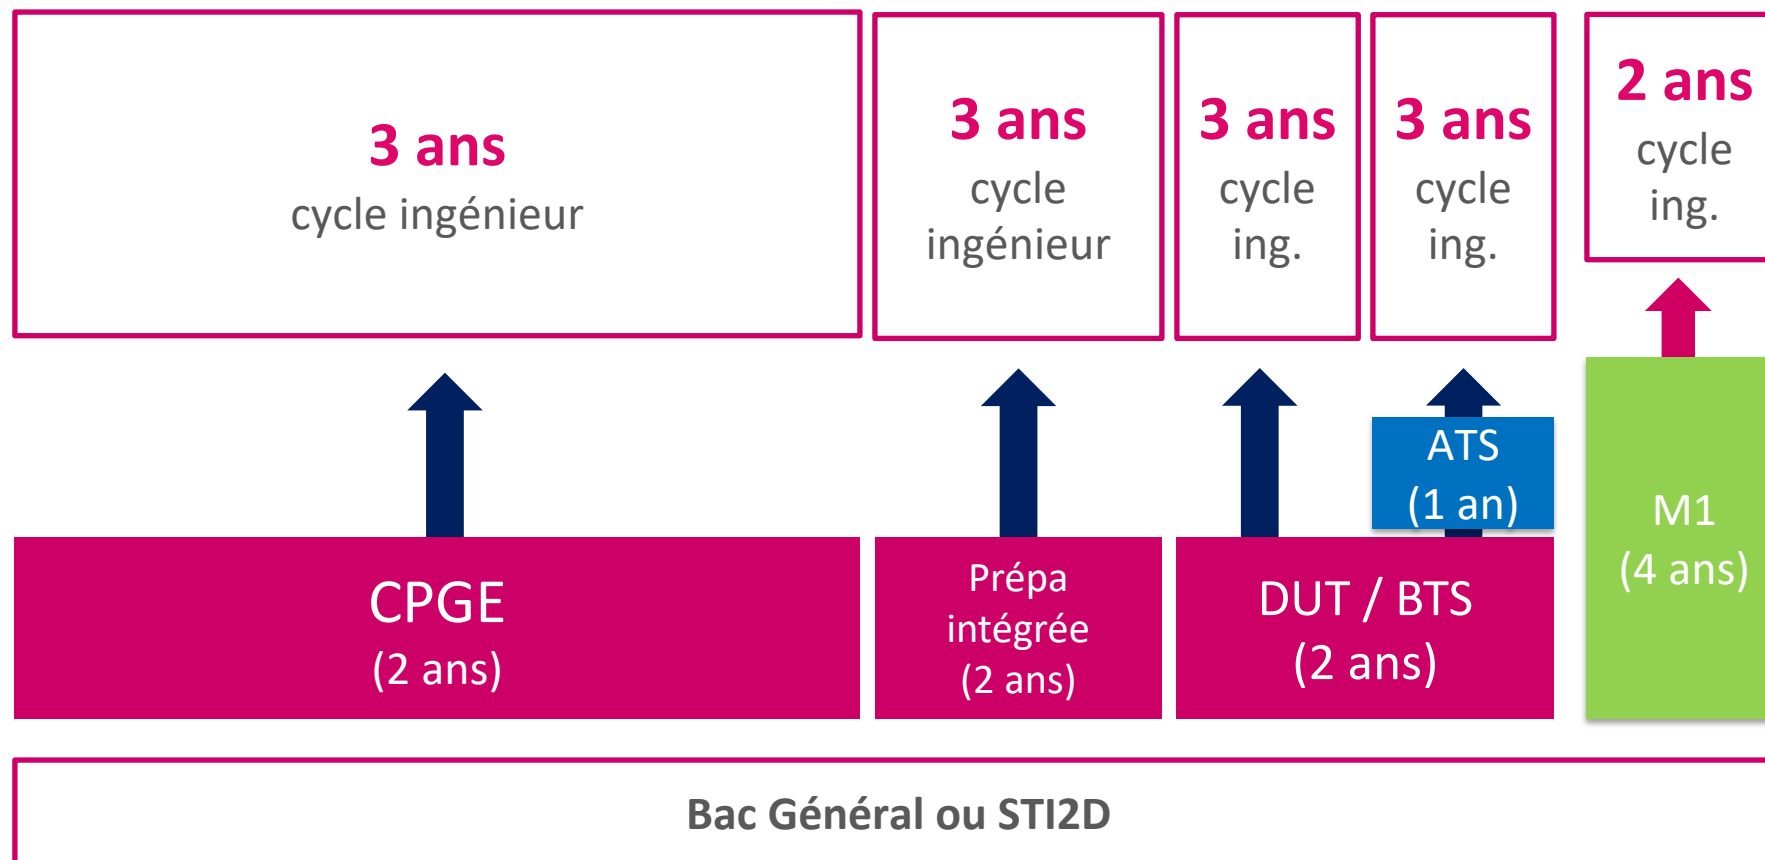 3 ans
cycle ingénieur
3 ans
cycle
ingénieur
3 ans
cycle
ing.
3 ans
cycle
ing.
2 ans
cycle
ing.
CPGE
(2 ans)
Prépa
intégrée
(2 ans)
DUT / BTS
(2 ans)
ATS
(1 an)
M1
(4 ans)
Bac Général ou STI2D